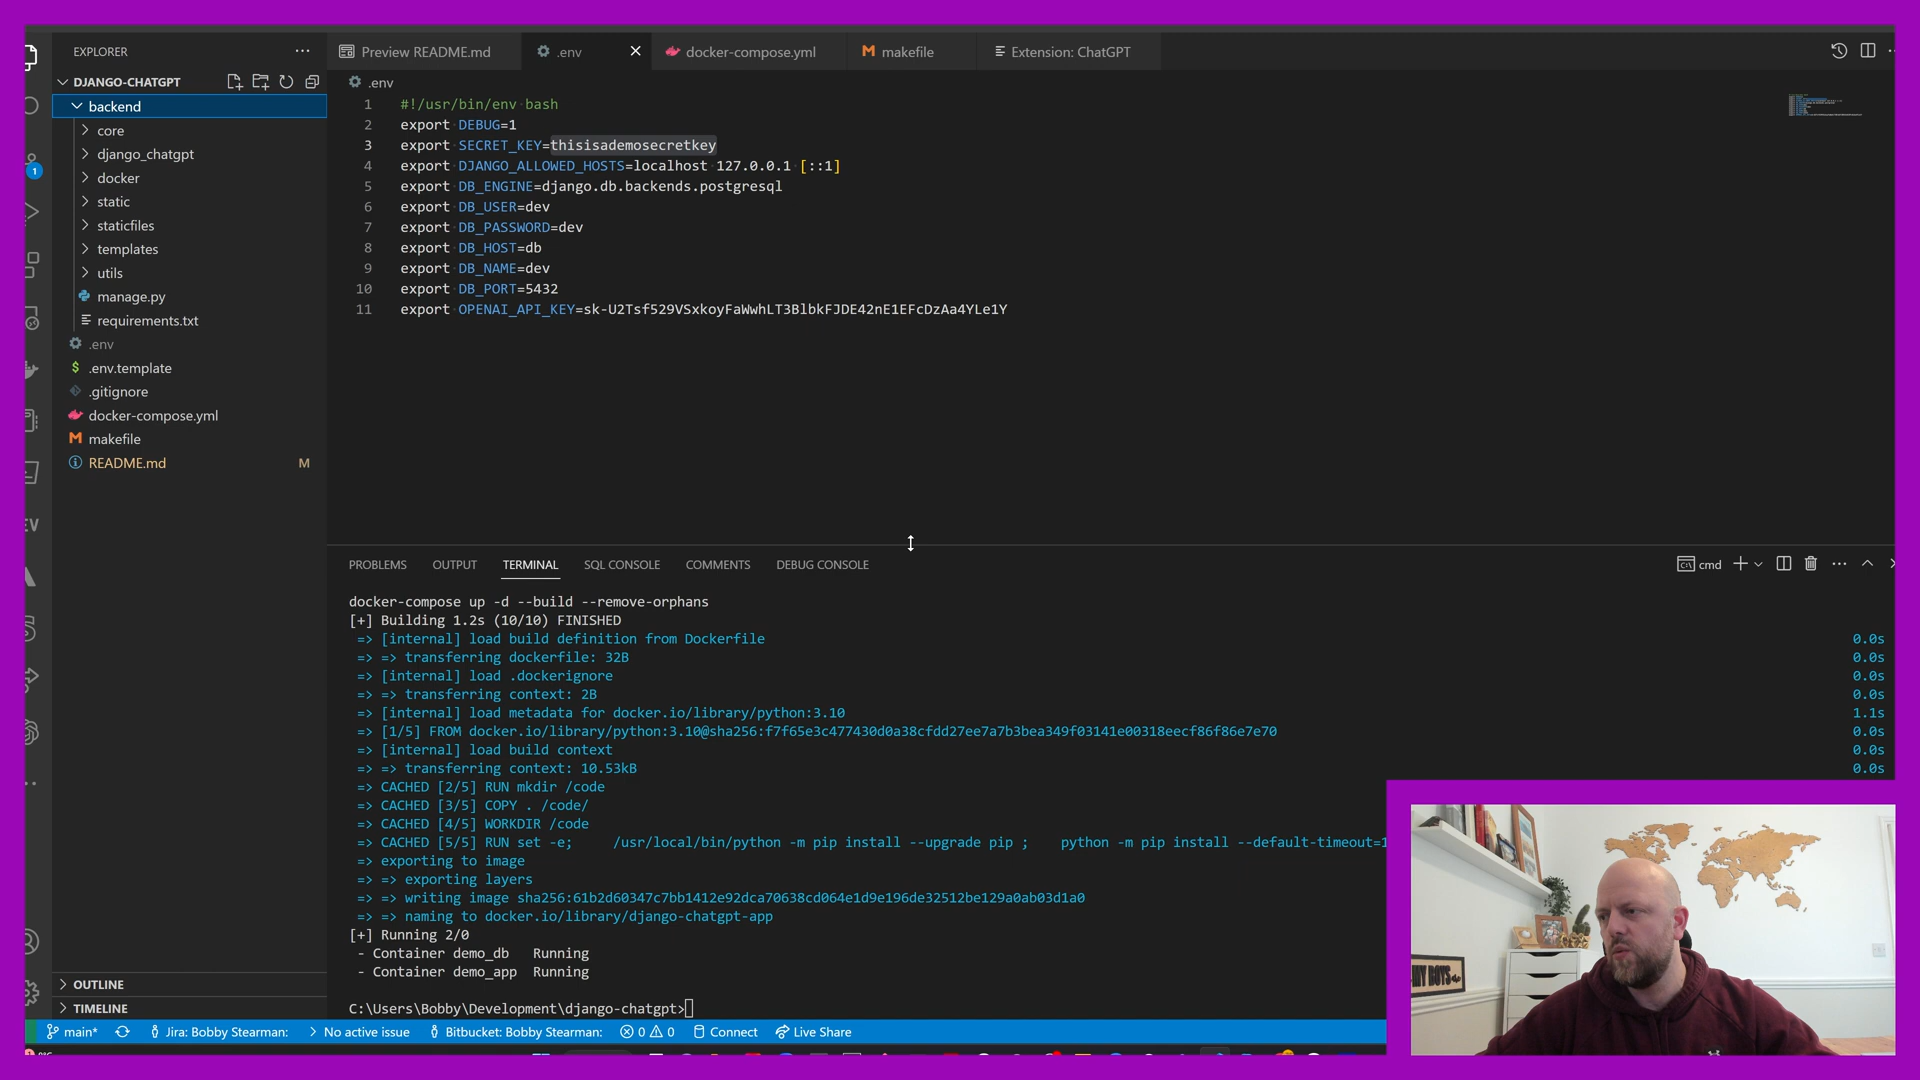 EXPLORER
Preview README.md
.env
docker-compose.yml
makefile
Extension: ChatGPT
DJANGO-CHATGPT
backend
core
django_chatgpt
docker
static
staticfiles
templates
utils
manage.py
requirements.txt
.env
.env.template
.gitignore
docker-compose.yml
makefile
README.md M
OUTLINE
TIMELINE
1
.env
1 #!/usr/bin/env bash
2 export DEBUG=1
3 export SECRET_KEY=thisisademosecretkey
4 export DJANGO_ALLOWED_HOSTS=localhost 127.0.0.1 [::1]
5 export DB_ENGINE=django.db.backends.postgresql
6 export DB_USER=dev
7 export DB_PASSWORD=dev
8 export DB_HOST=db
9 export DB_NAME=dev
10 export DB_PORT=5432
11 export OPENAI_API_KEY=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
PROBLEMS OUTPUT TERMINAL SQL CONSOLE COMMENTS DEBUG CONSOLE
cmd
docker-compose up -d --build --remove-orphans
[+] Building 1.2s (10/10) FINISHED
=> [internal] load build definition from Dockerfile 0.0s
=> => transferring dockerfile: 32B 0.0s
=> [internal] load .dockerignore 0.0s
=> => transferring context: 2B 0.0s
=> [internal] load metadata for docker.io/library/python:3.10 1.1s
=> [1/5] FROM docker.io/library/python:3.10@sha256:f7f65e3c477430d0a38cfdd27ee7a7b3bea349f03141e00318eecf86f86e7e70 0.0s
=> [internal] load build context 0.0s
=> => transferring context: 10.53kB 0.0s
=> CACHED [2/5] RUN mkdir /code
=> CACHED [3/5] COPY . /code/
=> CACHED [4/5] WORKDIR /code
=> CACHED [5/5] RUN set -e; /usr/local/bin/python -m pip install --upgrade pip ; python -m pip install --default-timeout=1
=> exporting to image
=> => exporting layers
=> => writing image sha256:61b2d60347c7bb1412e92dca70638cd064e1d9e196de32512be129a0ab03d1a0
=> => naming to docker.io/library/django-chatgpt-app
[+] Running 2/0
- Container demo_db Running
- Container demo_app Running
C:\Users\Bobby\Development\django-chatgpt>
main* Jira: Bobby Stearman: No active issue Bitbucket: Bobby Stearman: 0 0 Connect Live Share
MY BOYS